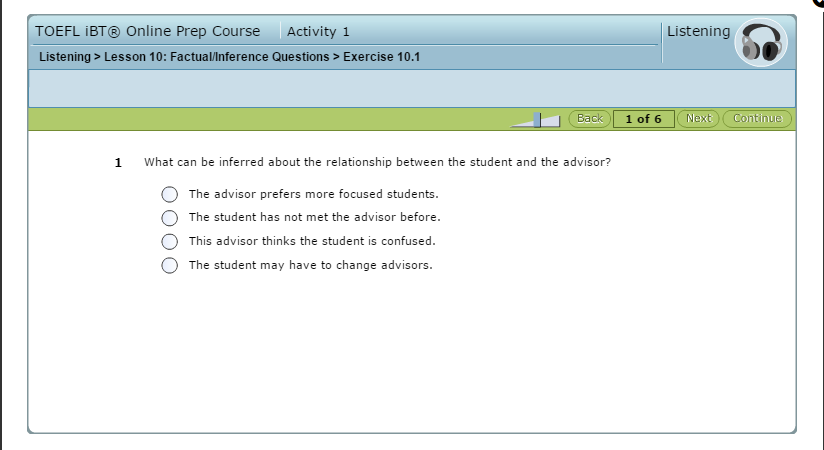 TOEFL iBT® Online Prep Course Activity 1 Listening
Listening > Lesson 10: Factual/Inference Questions > Exercise 10.1
Back 1 of 6 Next Continue
1 What can be inferred about the relationship between the student and the advisor?
The advisor prefers more focused students.
The student has not met the advisor before.
This advisor thinks the student is confused.
The student may have to change advisors.